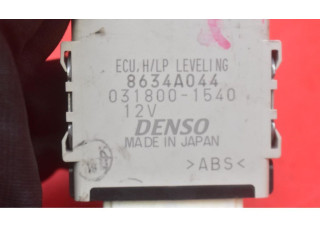 ECU, H/LP LEVELING
8634A044
031800-1540
12V
DENSO
MADE IN JAPAN
>ABS<